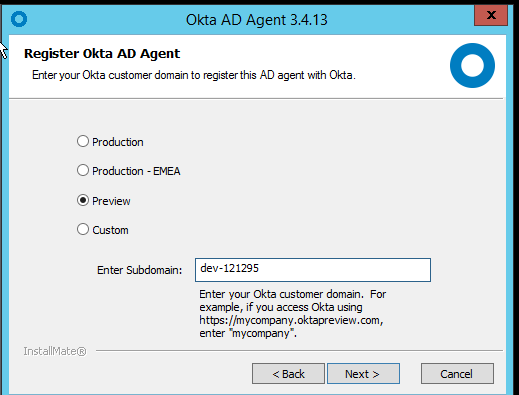 Okta AD Agent 3.4.13
x
Register Okta AD Agent
Enter your Okta customer domain to register this AD agent with Okta.
Production
Production - EMEA
Preview
Custom
Enter Subdomain: dev-121295
Enter your Okta customer domain. For
example, if you access Okta using
https://mycompany.oktapreview.com,
enter "mycompany".
InstallMate®
< Back Next > Cancel